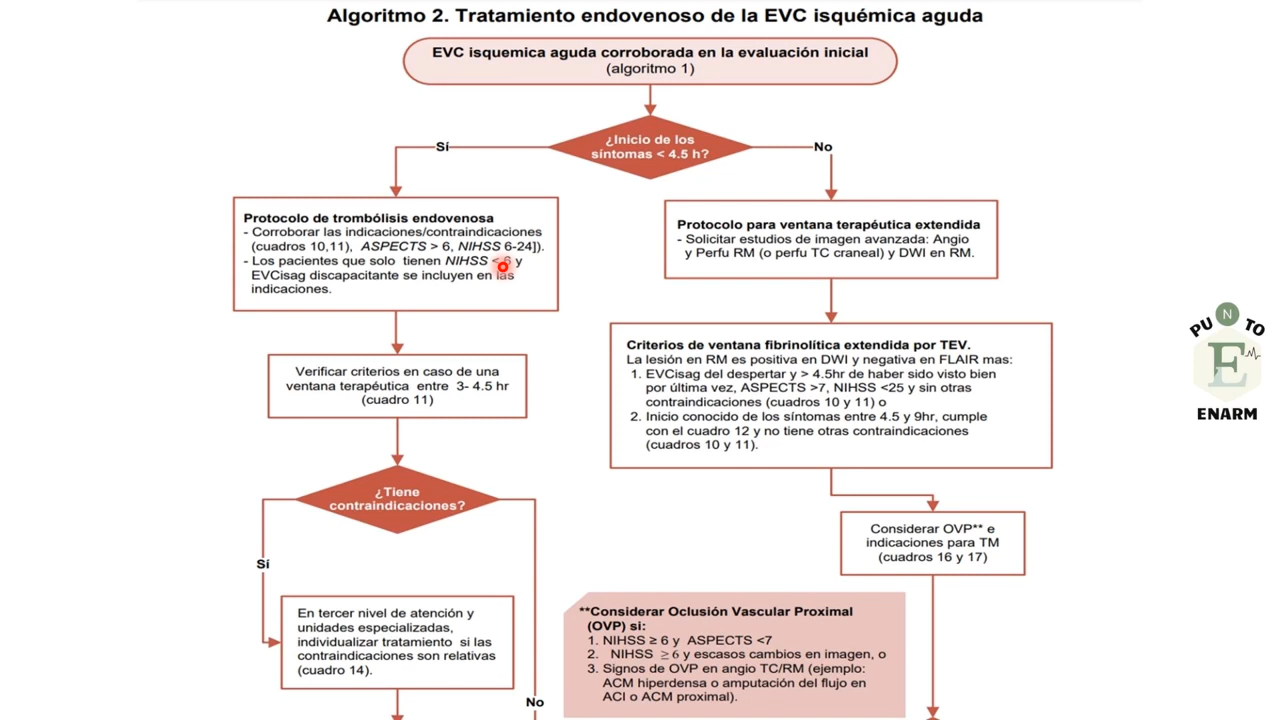 Algoritmo 2. Tratamiento endovenoso de la EVC isquémica aguda
EVC isquemica aguda corroborada en la evaluación inicial
(algoritmo 1)
¿Inicio de los
síntomas < 4.5 h?
Sí
No
Protocolo de trombólisis endovenosa
- Corroborar las indicaciones/contraindicaciones
(cuadros 10,11), ASPECTS > 6, NIHSS 6-24]).
- Los pacientes que solo tienen NIHSS < 6 y
EVCisag discapacitante se incluyen en las
indicaciones.
Protocolo para ventana terapéutica extendida
- Solicitar estudios de imagen avanzada: Angio
y Perfu RM (o perfu TC craneal) y DWI en RM.
Verificar criterios en caso de una
ventana terapéutica entre 3- 4.5 hr
(cuadro 11)
Criterios de ventana fibrinolítica extendida por TEV.
La lesión en RM es positiva en DWI y negativa en FLAIR mas:
1. EVCisag del despertar y > 4.5hr de haber sido visto bien
por última vez, ASPECTS >7, NIHSS <25 y sin otras
contraindicaciones (cuadros 10 y 11) o
2. Inicio conocido de los síntomas entre 4.5 y 9hr, cumple
con el cuadro 12 y no tiene otras contraindicaciones
(cuadros 10 y 11).
¿Tiene
contraindicaciones?
Sí
No
Considerar OVP** e
indicaciones para TM
(cuadros 16 y 17)
En tercer nivel de atención y
unidades especializadas,
individualizar tratamiento si las
contraindicaciones son relativas
(cuadro 14).
**Considerar Oclusión Vascular Proximal
(OVP) si:
1. NIHSS ≥ 6 y ASPECTS <7
2. NIHSS ≥ 6 y escasos cambios en imagen, o
3. Signos de OVP en angio TC/RM (ejemplo:
ACM hiperdensa o amputación del flujo en
ACI o ACM proximal).
PUNTO
E
ENARM